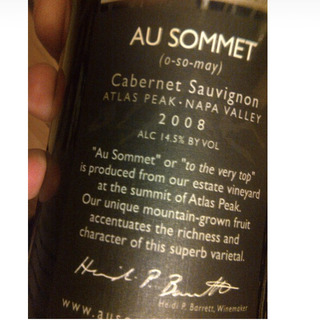 AU SOMMET
(o-so-may)
Cabernet Sauvignon
ATLAS PEAK • NAPA VALLEY
2008
ALC 14.5% BY VOL
"Au Sommet" or "to the very top"
is produced from our estate vineyard
at the summit of Atlas Peak.
Our unique mountain-grown fruit
accentuates the richness and
character of this superb varietal.
Heidi P. Barrett
Heidi P. Barrett, Winemaker